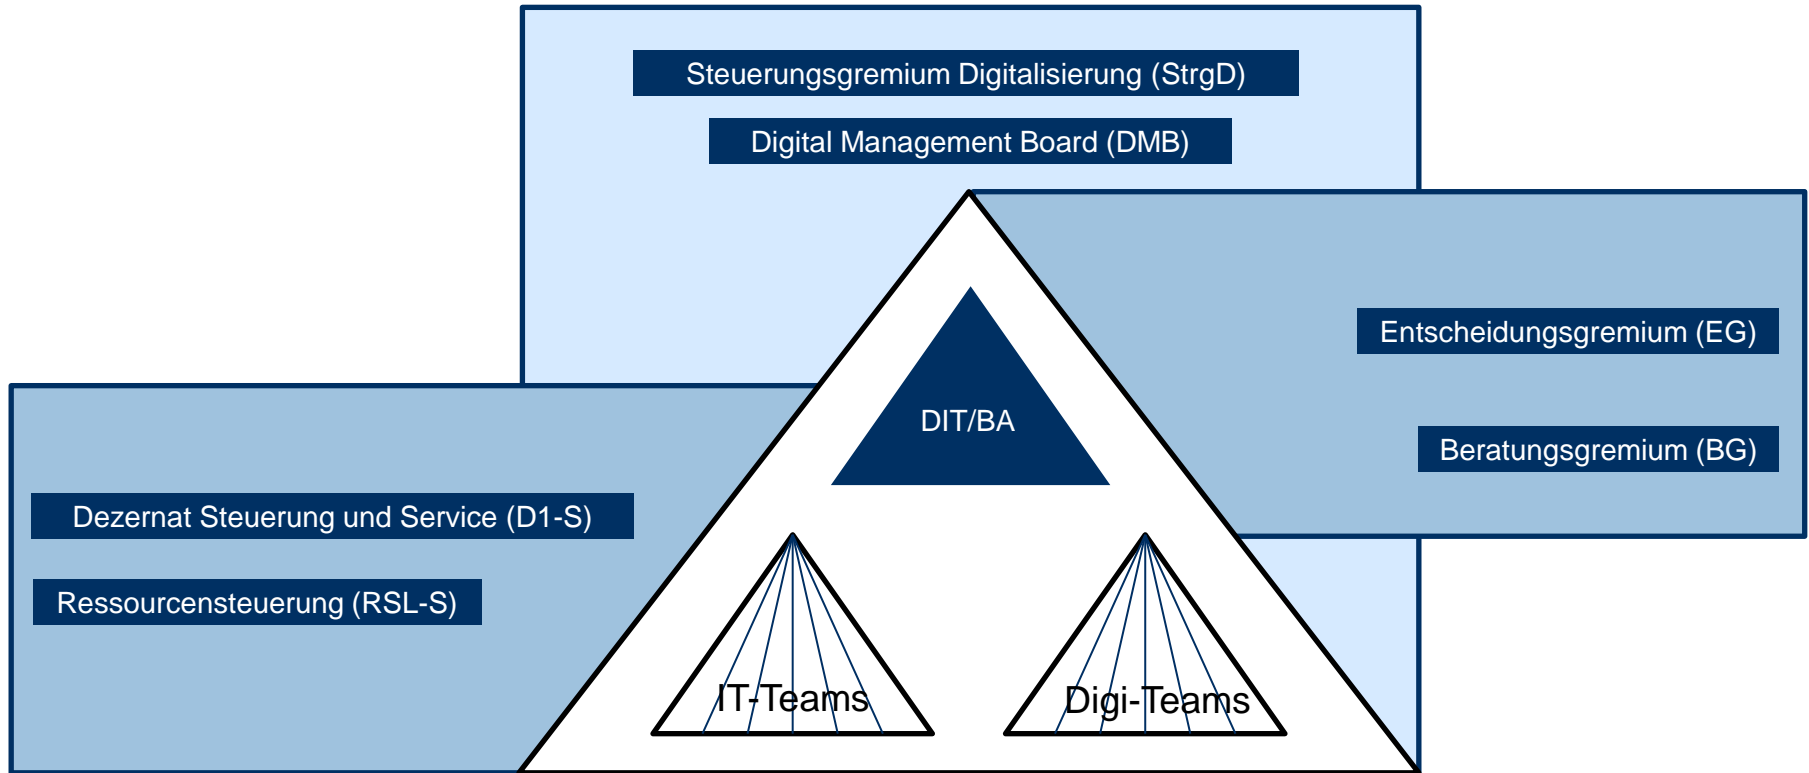 Steuerungsgremium Digitalisierung (StrgD)
Digital Management Board (DMB)
Entscheidungsgremium (EG)
DIT/BA
Beratungsgremium (BG)
Dezernat Steuerung und Service (D1-S)
Ressourcensteuerung (RSL-S)
IT-Teams
Digi-Teams